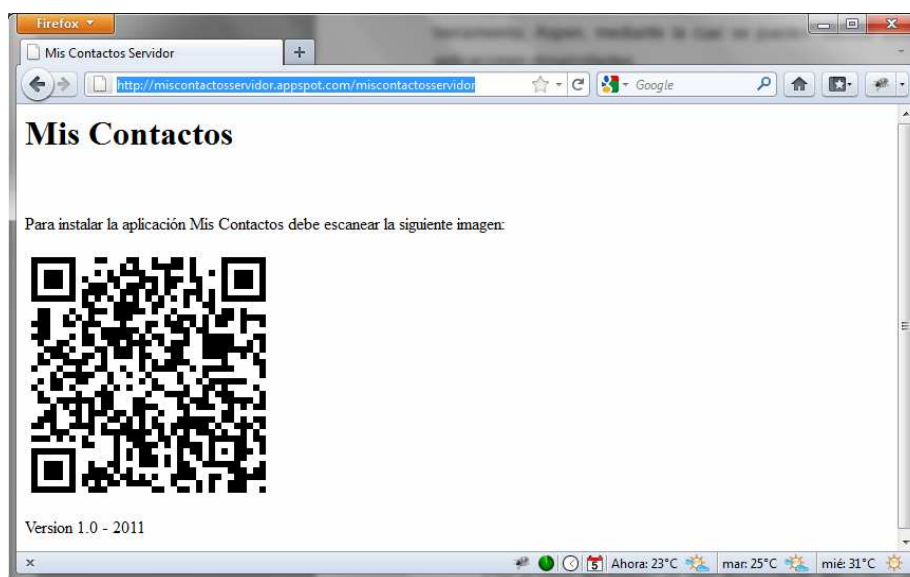 Firefox
Mis Contactos Servidor
http://miscontactosservidor.appspot.com/miscontactosservidor
Google
Mis Contactos
Para instalar la aplicación Mis Contactos debe escanear la siguiente imagen:
Version 1.0 - 2011
x 5 Ahora: 23°C mar: 25°C mié: 31°C